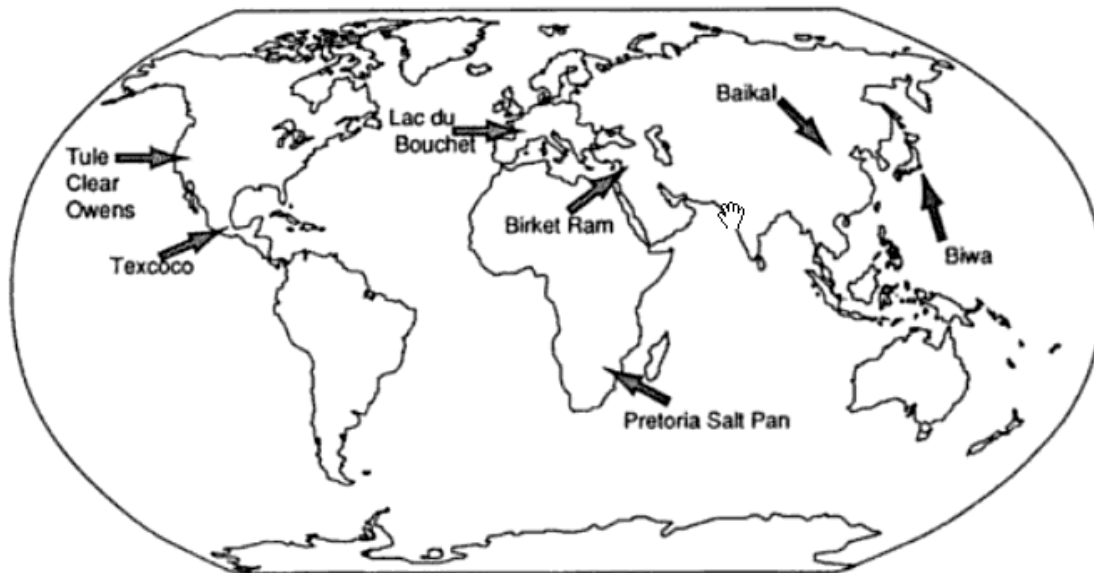 Baikal
Lac du
Bouchet
Tule
Clear
Owens
Birket Ram
Biwa
Texcoco
Pretoria Salt Pan